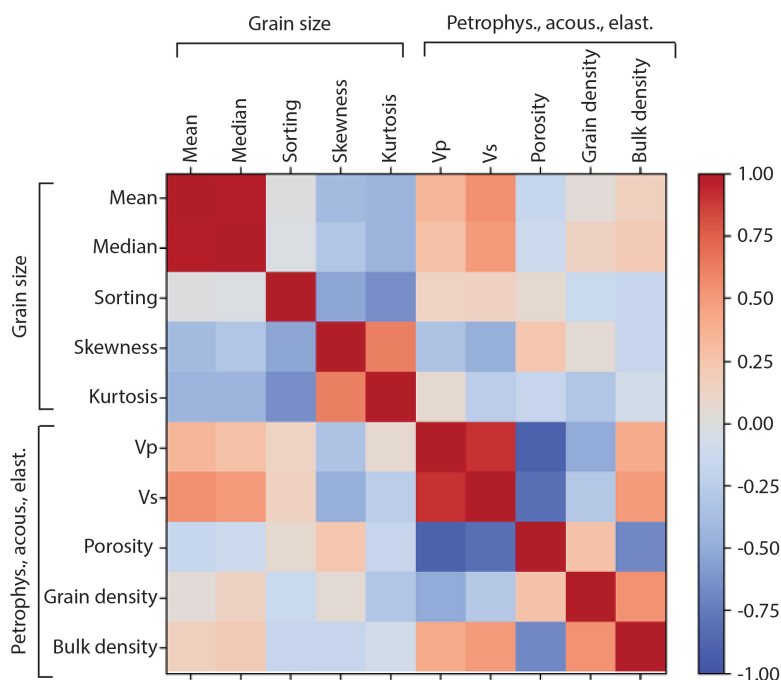 Grain size
Petrophys., acous., elast.
Mean
Median
Sorting
Skewness
Kurtosis
Vp
Vs
Porosity
Grain density
Bulk density
Grain size
Petrophys., acous., elast.
Mean
Median
Sorting
Skewness
Kurtosis
Vp
Vs
Porosity
Grain density
Bulk density
1.00
0.75
0.50
0.25
0.00
-0.25
-0.50
-0.75
-1.00